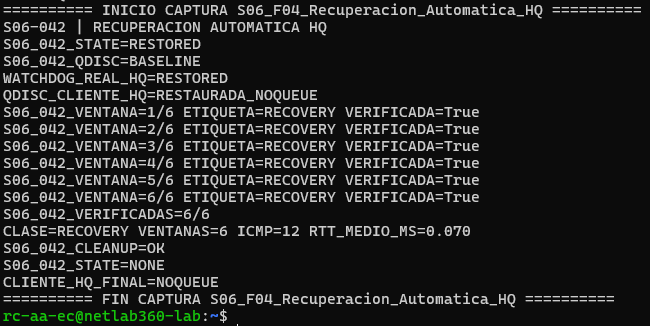 ========== INICIO CAPTURA S06_F04_Recuperacion_Automatica_HQ ==========
S06-042 | RECUPERACION AUTOMATICA HQ
S06_042_STATE=RESTORED
S06_042_QDISC=BASELINE
WATCHDOG_REAL_HQ=RESTORED
QDISC_CLIENTE_HQ=RESTAURADA_NOQUEUE
S06_042_VENTANA=1/6 ETIQUETA=RECOVERY VERIFICADA=True
S06_042_VENTANA=2/6 ETIQUETA=RECOVERY VERIFICADA=True
S06_042_VENTANA=3/6 ETIQUETA=RECOVERY VERIFICADA=True
S06_042_VENTANA=4/6 ETIQUETA=RECOVERY VERIFICADA=True
S06_042_VENTANA=5/6 ETIQUETA=RECOVERY VERIFICADA=True
S06_042_VENTANA=6/6 ETIQUETA=RECOVERY VERIFICADA=True
S06_042_VERIFICADAS=6/6
CLASE=RECOVERY VENTANAS=6 ICMP=12 RTT_MEDIO_MS=0.070
S06_042_CLEANUP=OK
S06_042_STATE=NONE
CLIENTE_HQ_FINAL=NOQUEUE
========== FIN CAPTURA S06_F04_Recuperacion_Automatica_HQ ==========
rc-aa-ec@netlab360-lab:~$